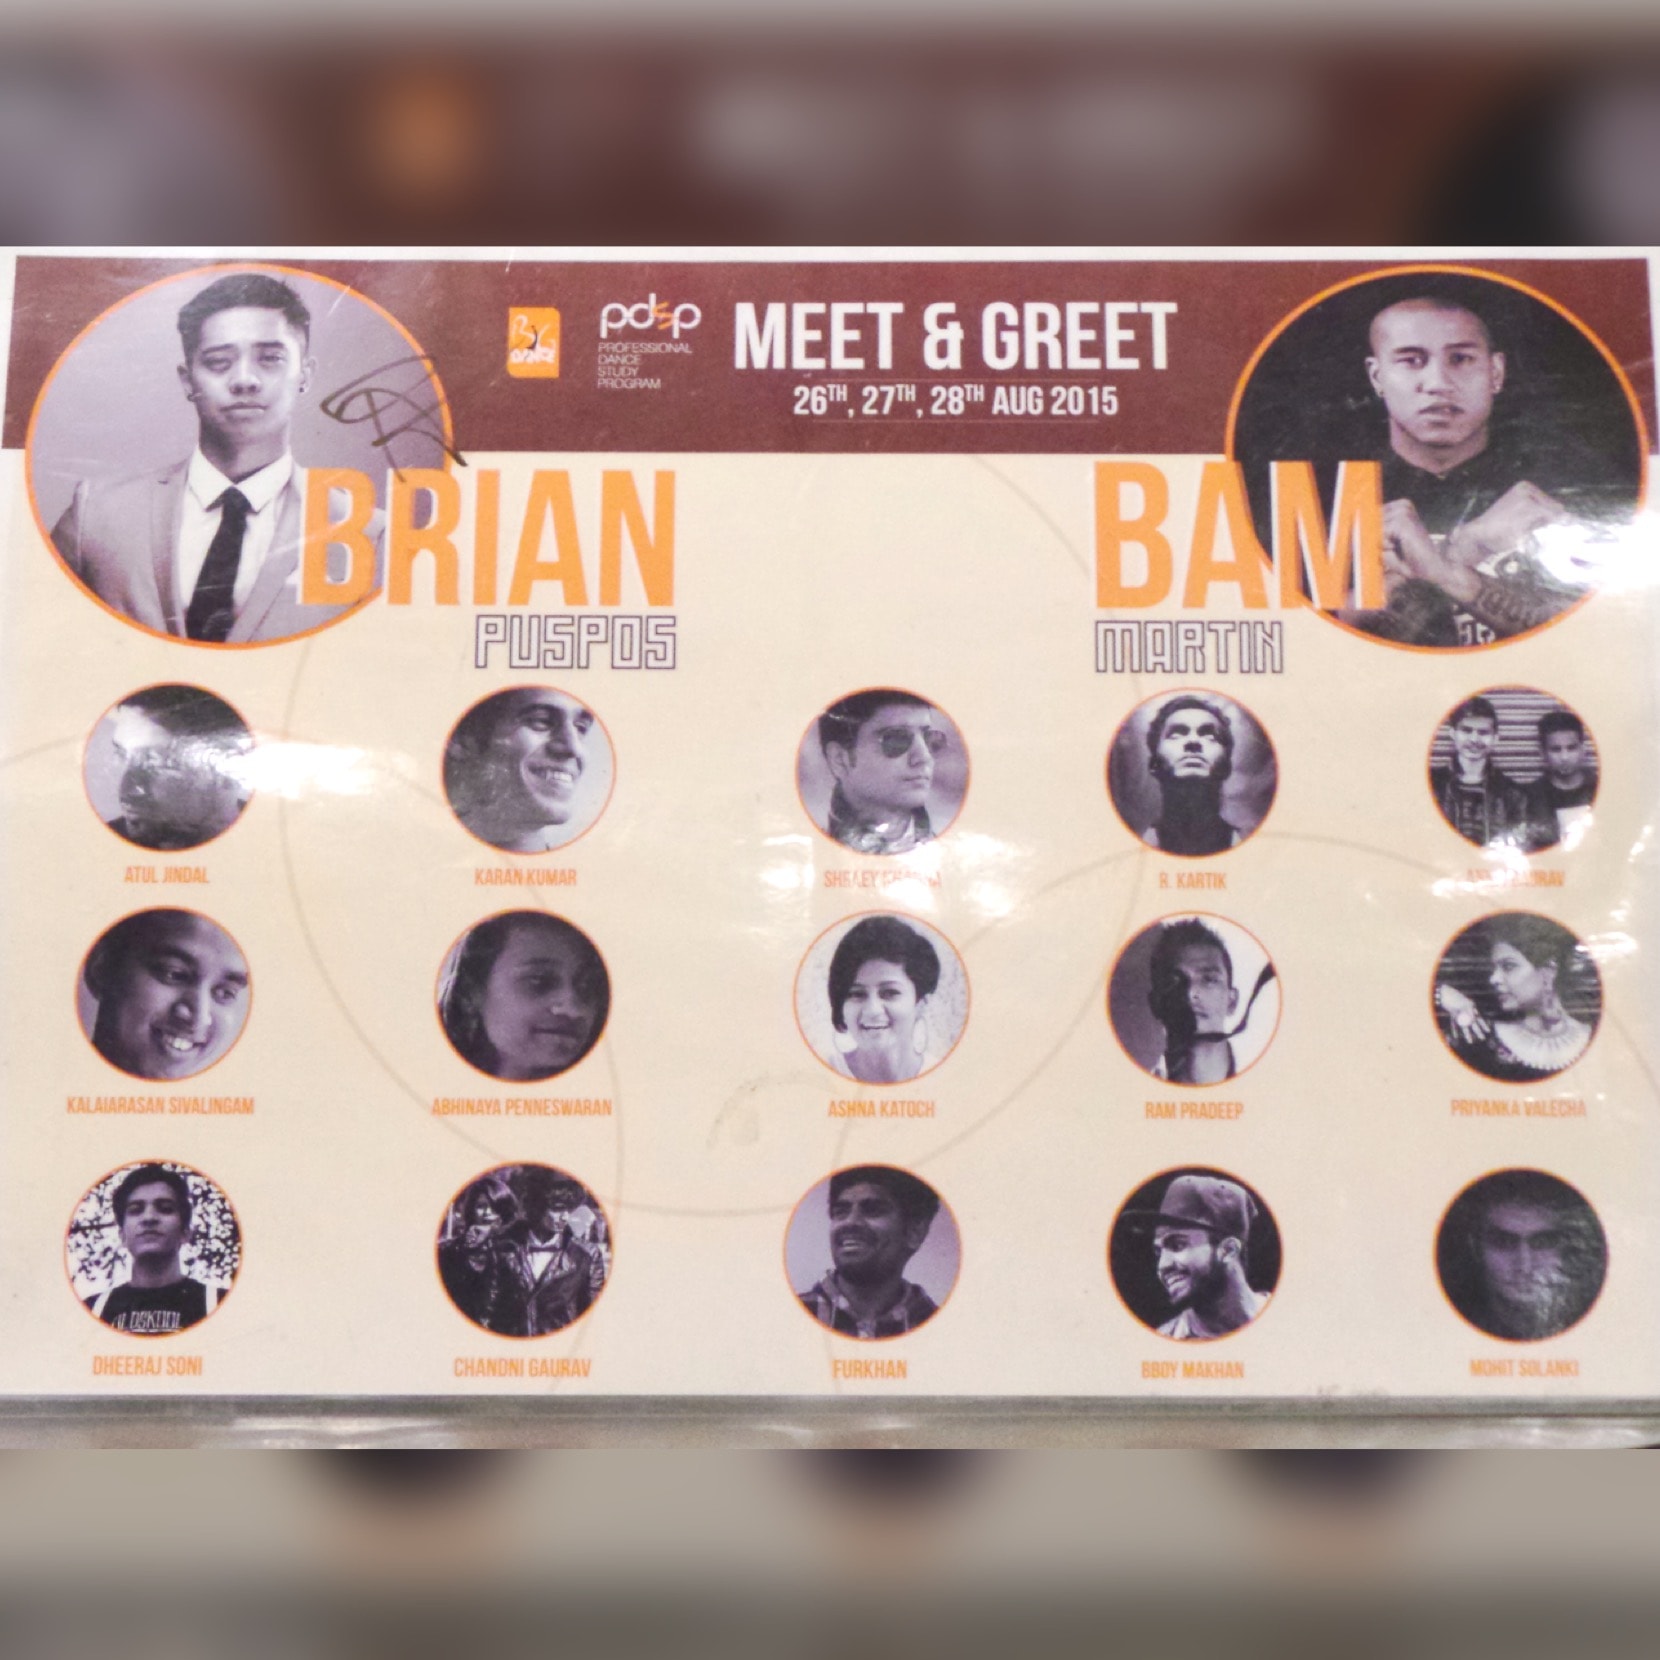 BIG
DANCE
pdsp
PROFESSIONAL
DANCE
STUDY
PROGRAM
MEET & GREET
26TH, 27TH, 28TH AUG 2015
BRIAN
PUSPOS
BAM
MARTIN
ATUL JINDAL
KARAN KUMAR
R. KARTIK
KALAIARASAN SIVALINGAM
ABHINAYA PENNESWARAN
ASHNA KATOCH
RAM PRADEEP
PRIYANKA VALECHA
DHEERAJ SONI
CHANDNI GAURAV
FURKHAN
BBOY MAKHAN
MOHIT SOLANKI